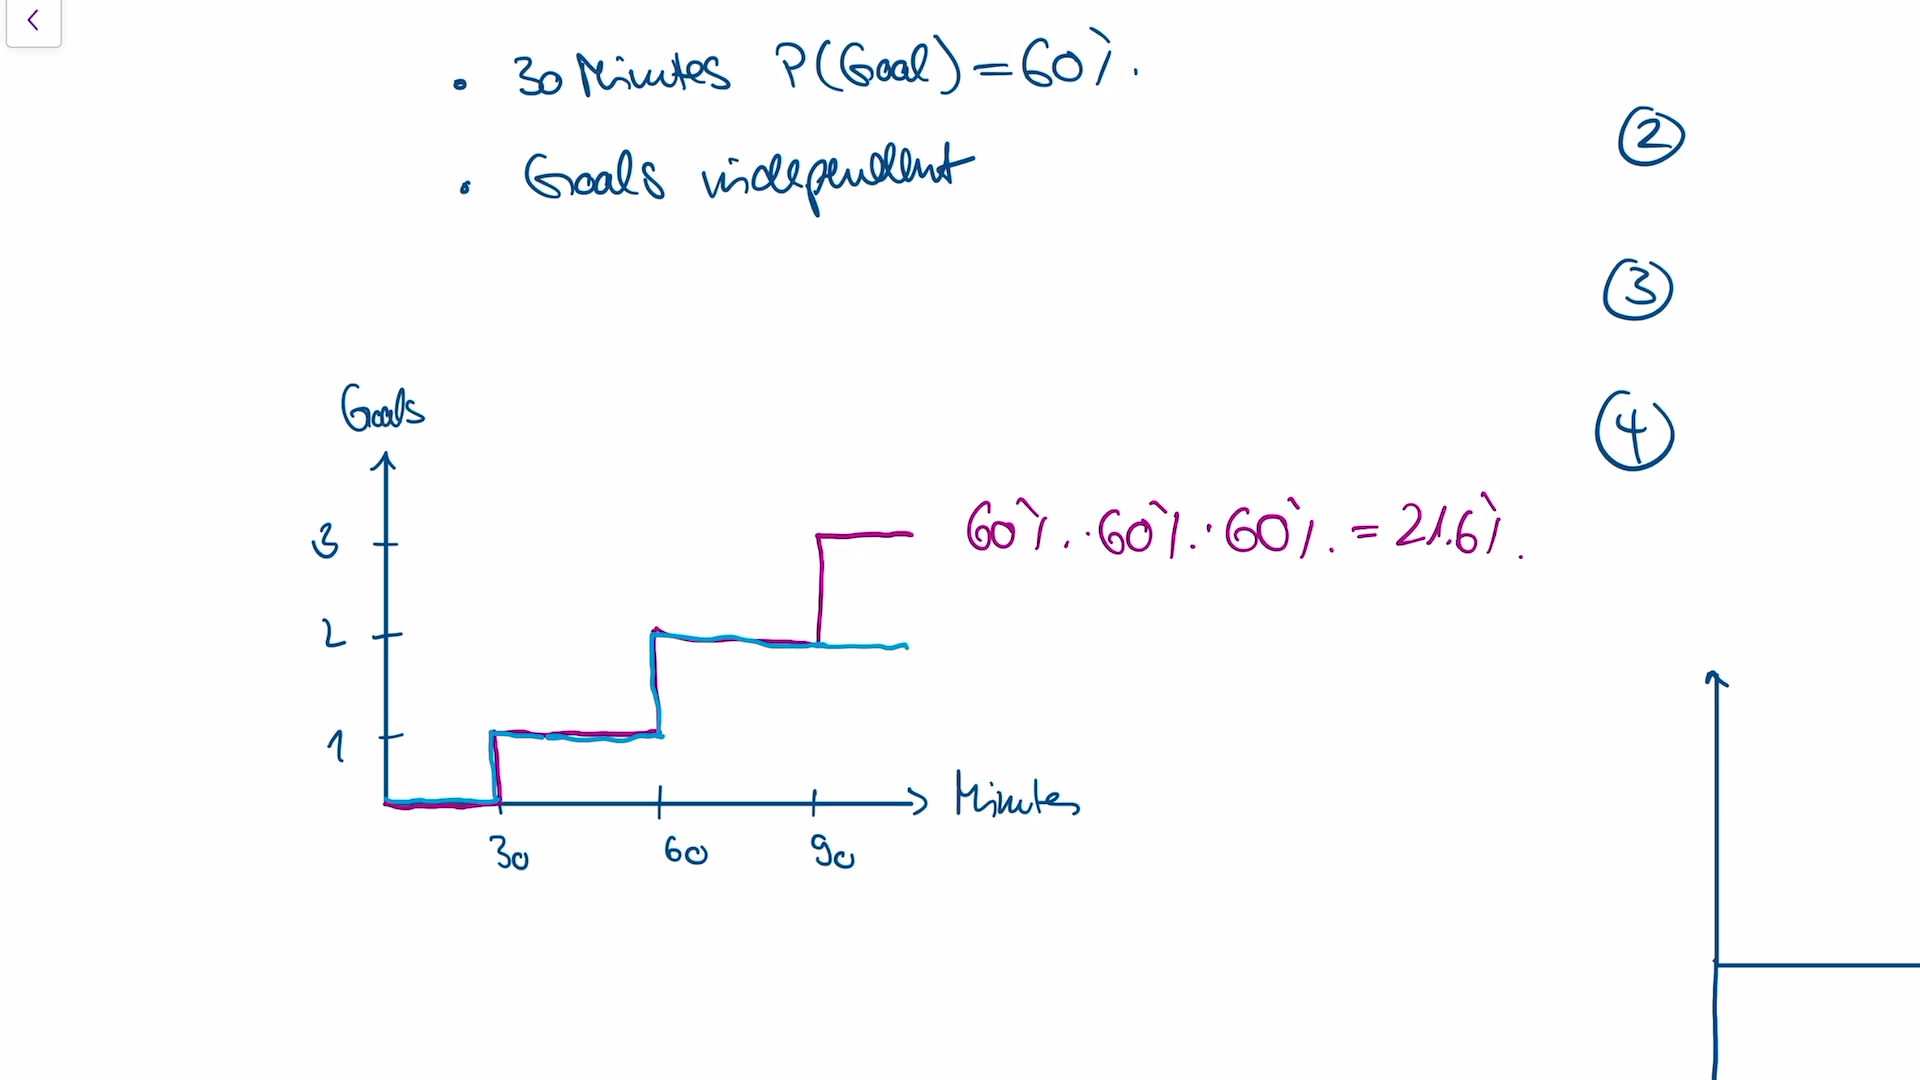 • 30 Minutes P(Goal) = 60%
• Goals independent
②
③
④
Goals
3
60% · 60% · 60% = 21.6%
2
1
Minutes
30 60 90